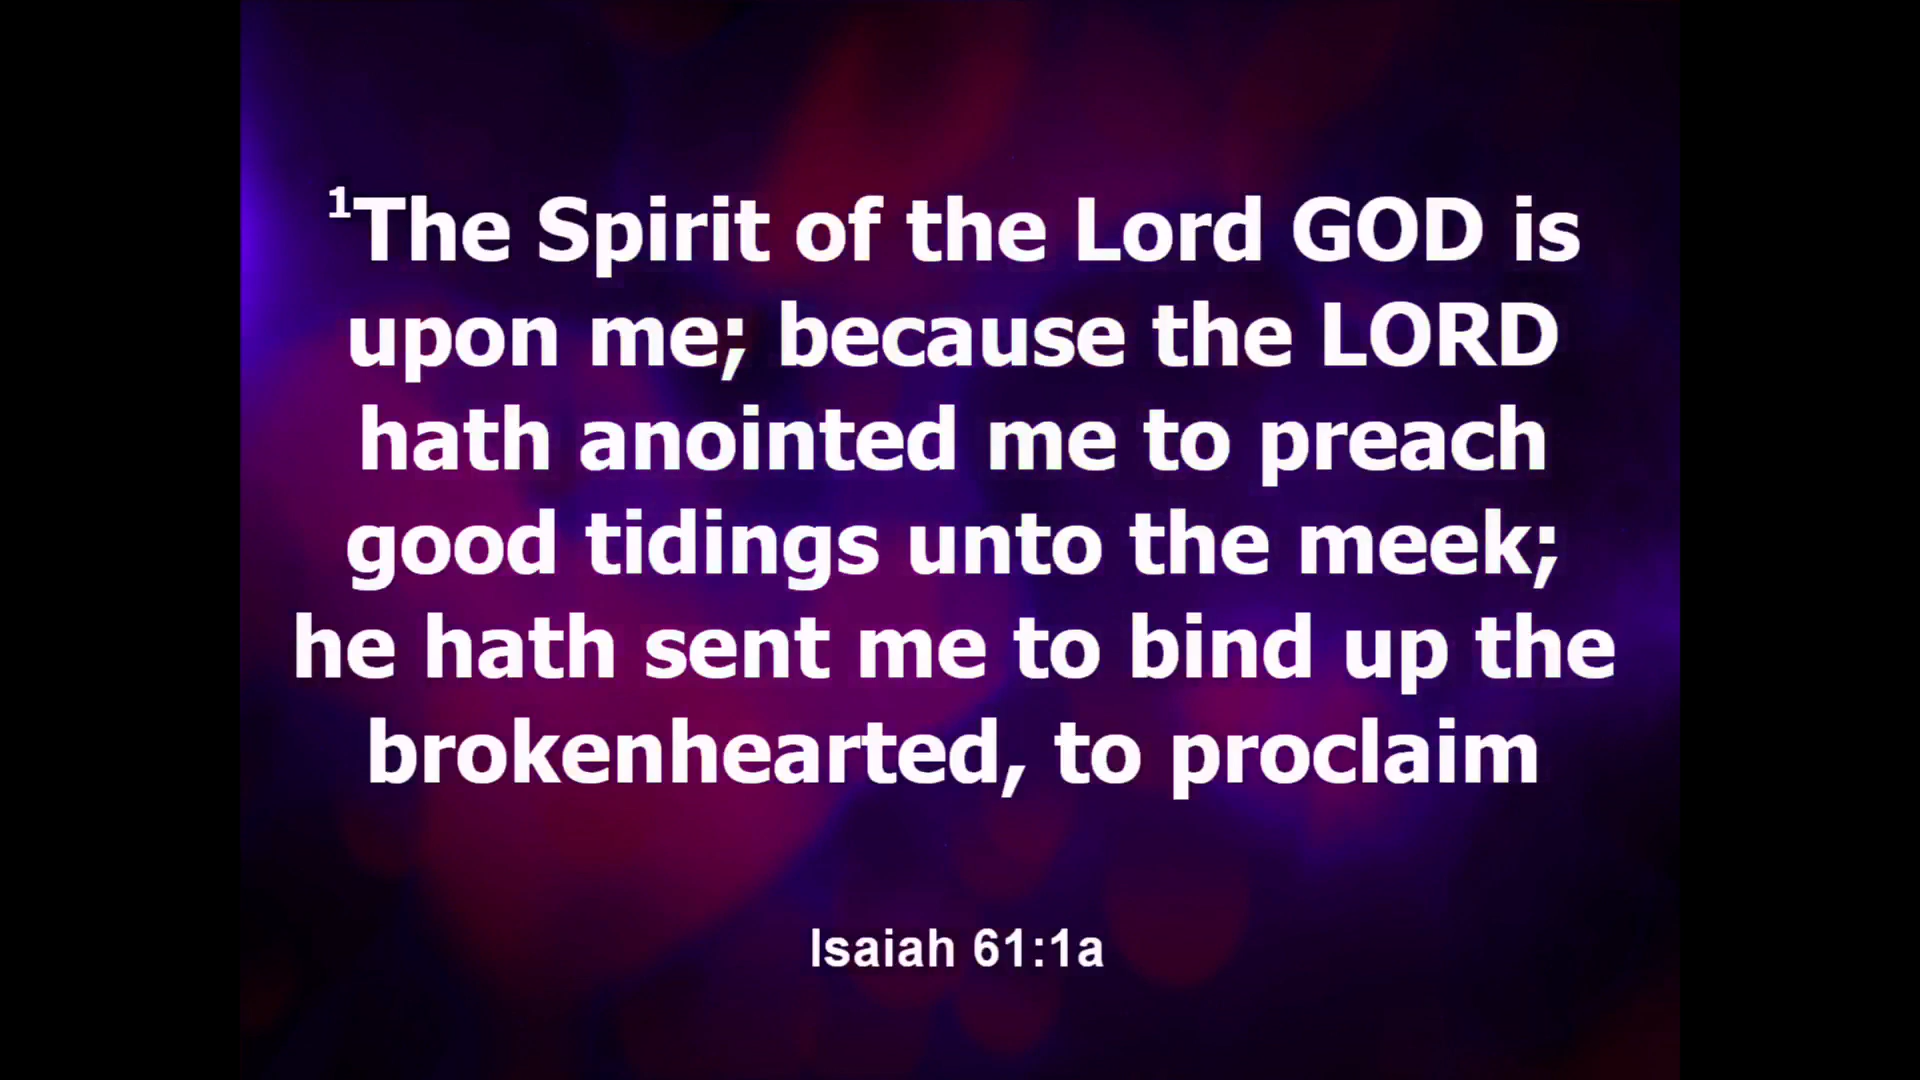 ¹The Spirit of the Lord GOD is
upon me; because the LORD
hath anointed me to preach
good tidings unto the meek;
he hath sent me to bind up the
brokenhearted, to proclaim
Isaiah 61:1a